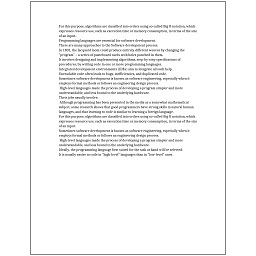 For this purpose, algorithms are classified into orders using so-called Big O notation, which
expresses resource use, such as execution time or memory consumption, in terms of the size
of an input.
Programming languages are essential for software development.
There are many approaches to the Software development process.
In 1801, the Jacquard loom could produce entirely different weaves by changing the
"program" – a series of pasteboard cards with holes punched in them.
It involves designing and implementing algorithms, step-by-step specifications of
procedures, by writing code in one or more programming languages.
Integrated development environments (IDEs) aim to integrate all such help.
Unreadable code often leads to bugs, inefficiencies, and duplicated code.
Sometimes software development is known as software engineering, especially when it
employs formal methods or follows an engineering design process.
High-level languages made the process of developing a program simpler and more
understandable, and less bound to the underlying hardware.
Their jobs usually involve:
Although programming has been presented in the media as a somewhat mathematical
subject, some research shows that good programmers have strong skills in natural human
languages, and that learning to code is similar to learning a foreign language.
For this purpose, algorithms are classified into orders using so-called Big O notation, which
expresses resource use, such as execution time or memory consumption, in terms of the size
of an input.
Sometimes software development is known as software engineering, especially when it
employs formal methods or follows an engineering design process.
High-level languages made the process of developing a program simpler and more
understandable, and less bound to the underlying hardware.
Ideally, the programming language best suited for the task at hand will be selected.
It is usually easier to code in "high-level" languages than in "low-level" ones.